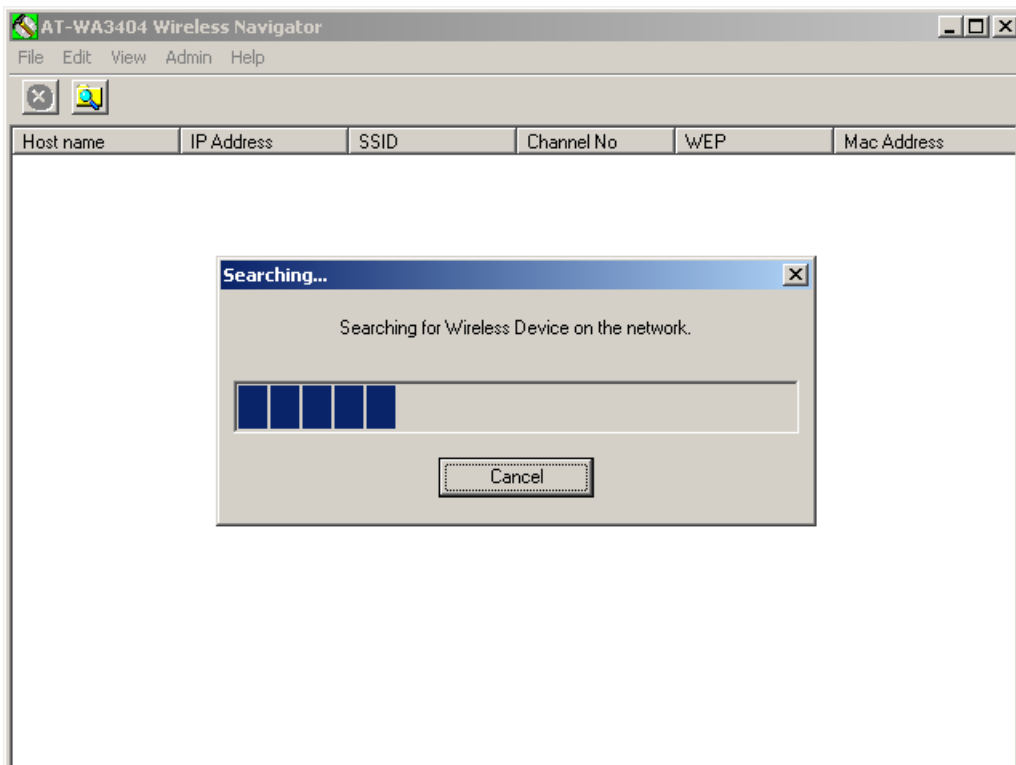 AT-WA3404 Wireless Navigator
File Edit View Admin Help
Host name IP Address SSID Channel No WEP Mac Address
Searching...
Searching for Wireless Device on the network.
Cancel